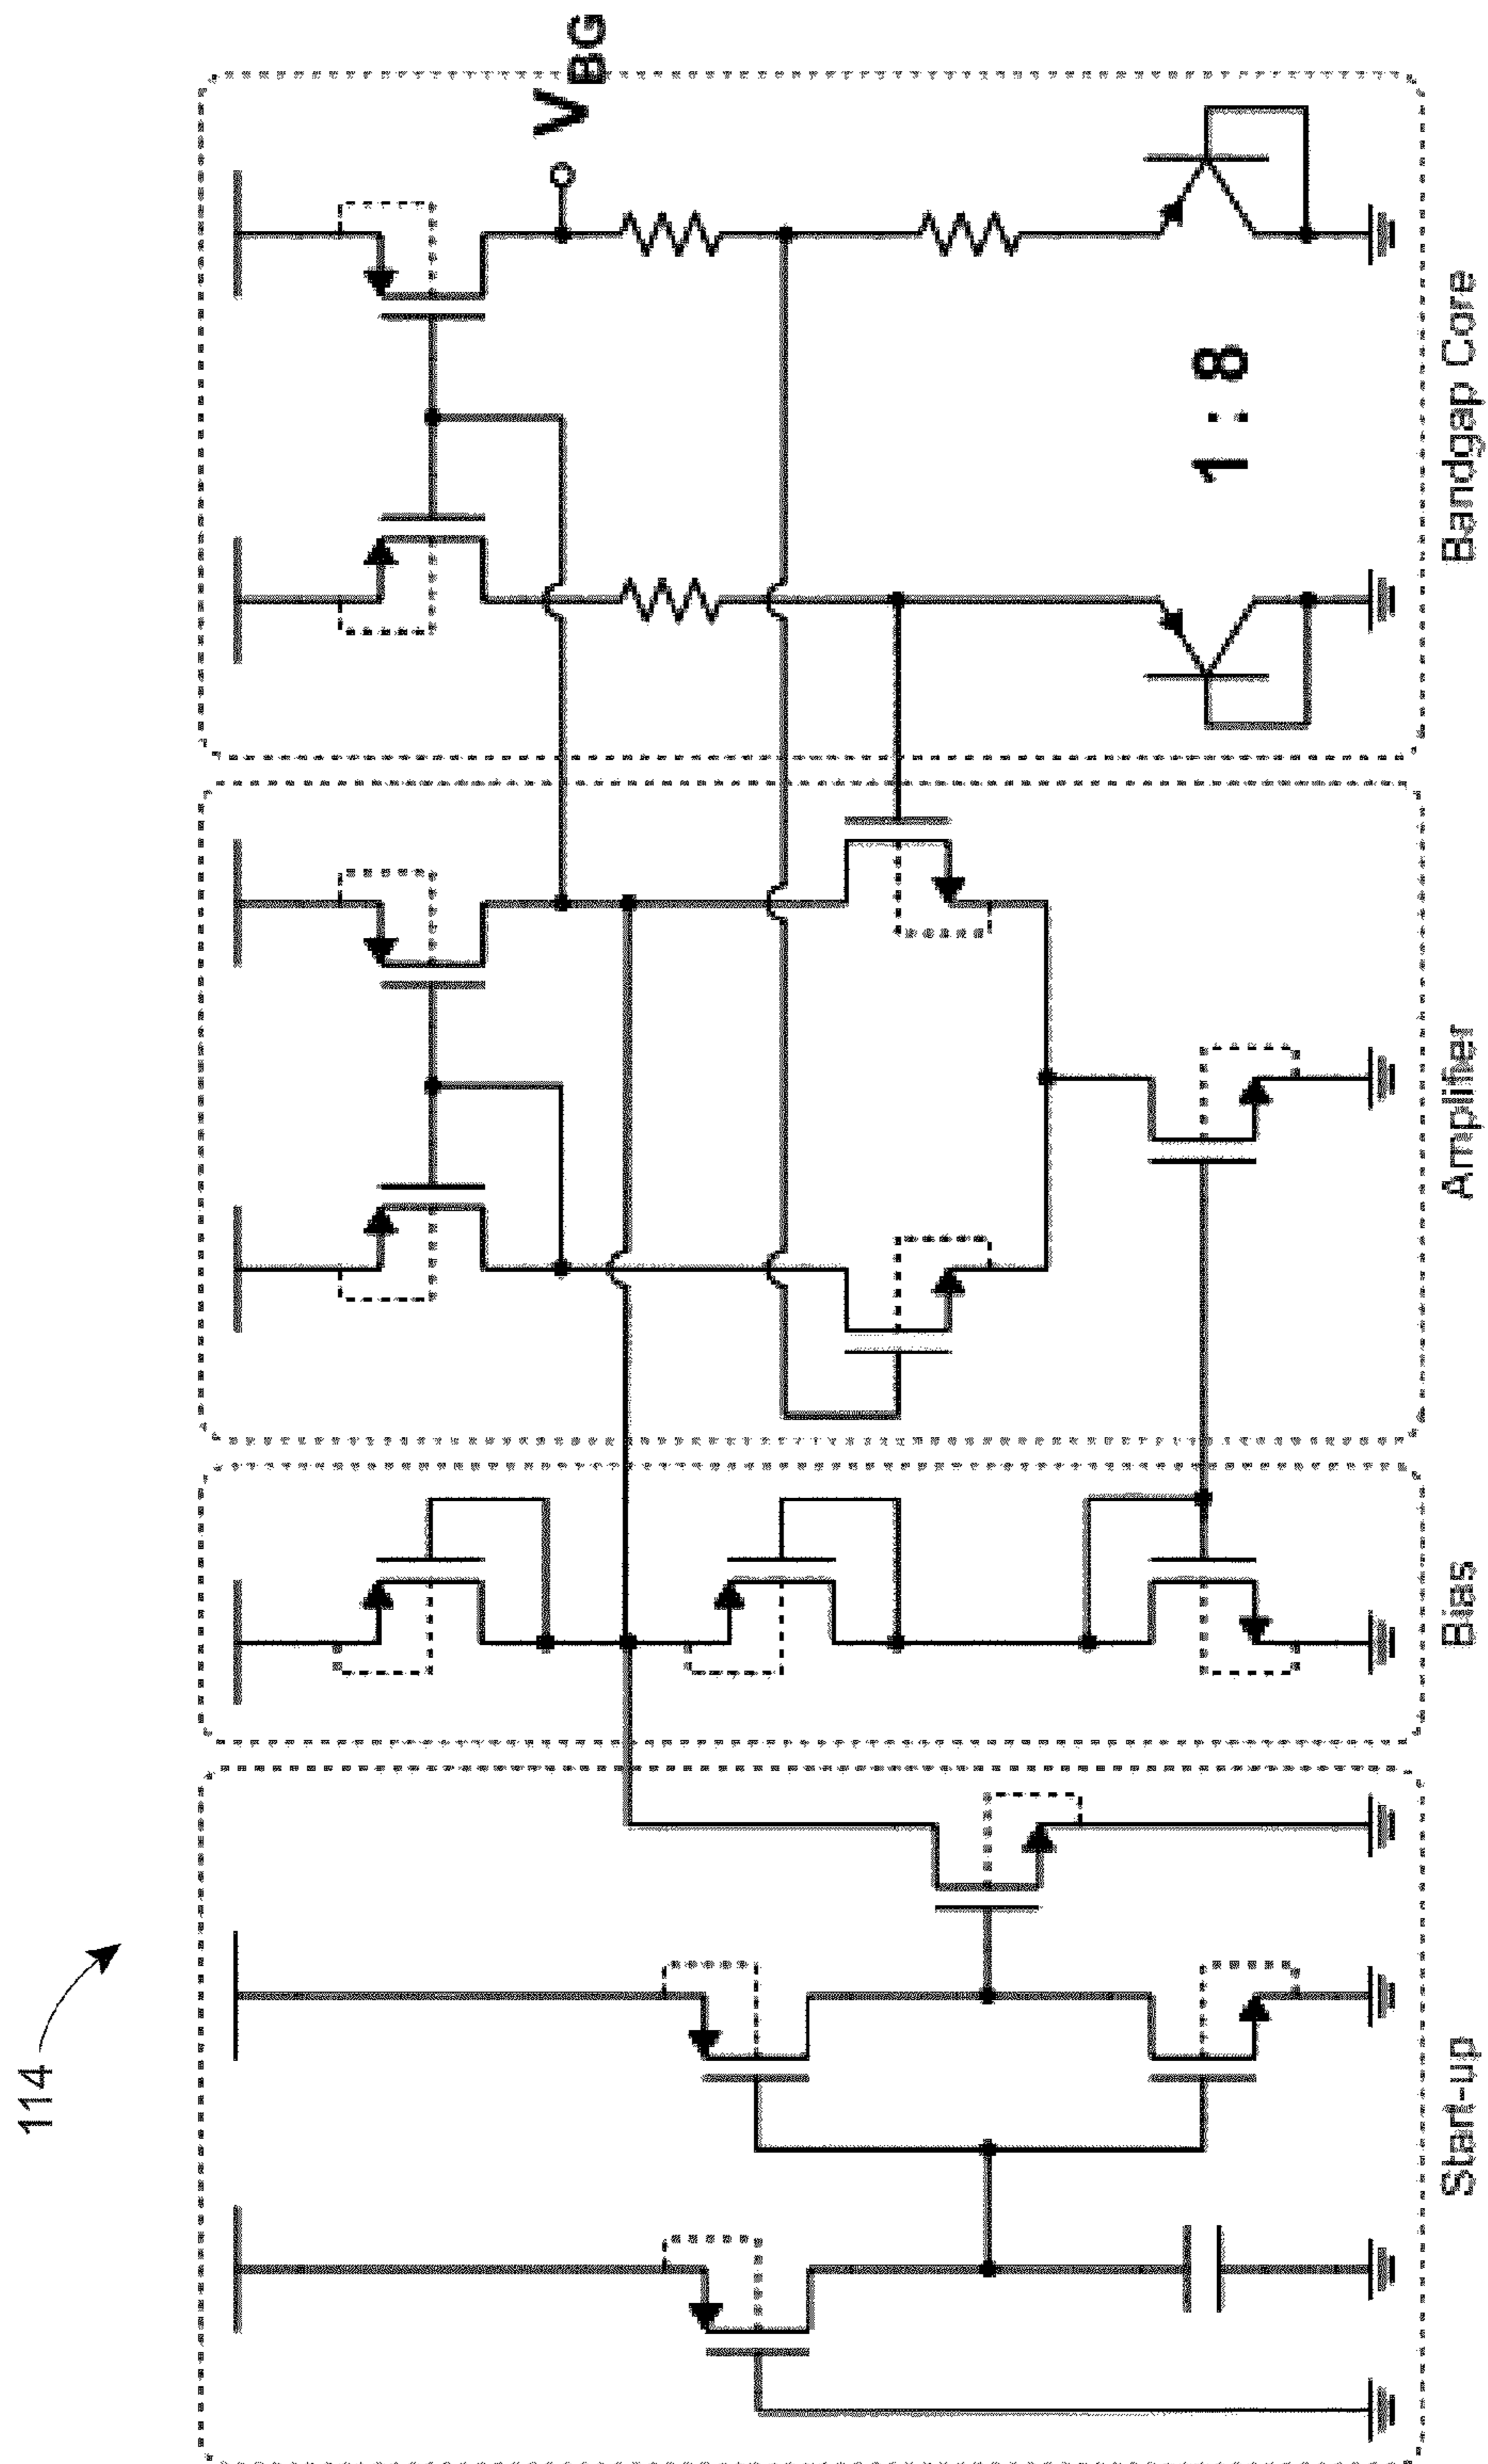 114
Start-up
Bias
Amplifier
Bandgap Core
1 : 8
VBG